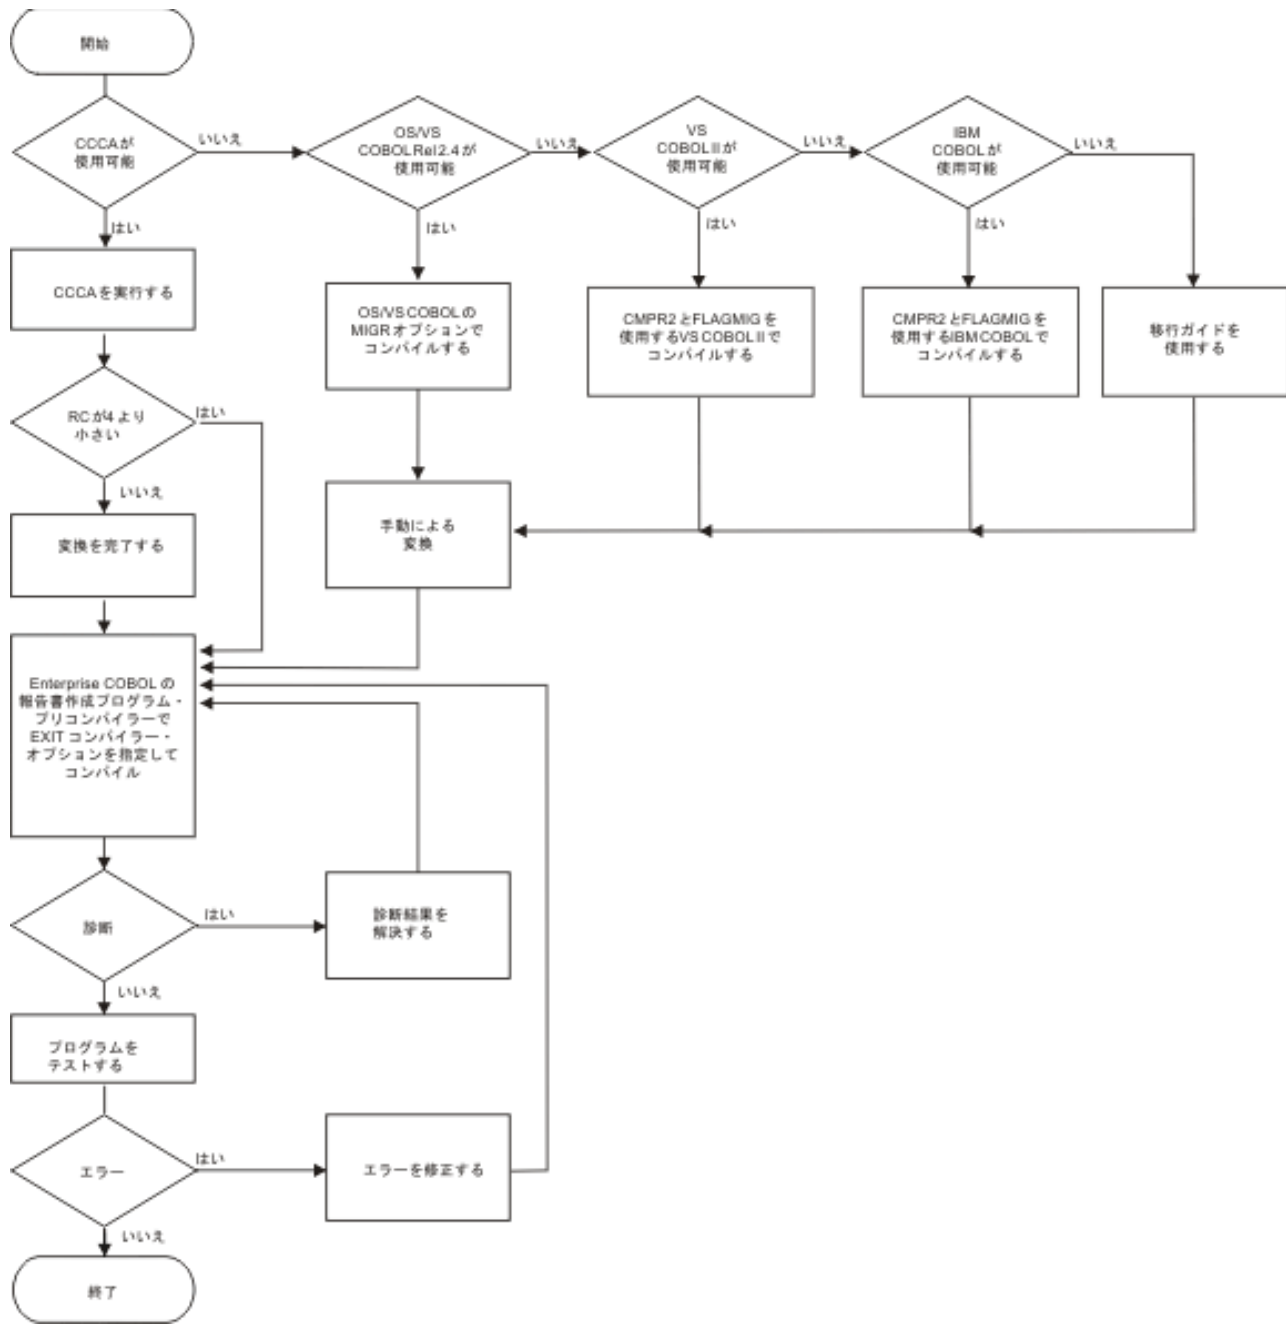 開始
CCCAが
使用可能
いいえ
OS/VS
COBOL Rel2.4が
使用可能
いいえ
VS
COBOL IIが
使用可能
いいえ
IBM
COBOLが
使用可能
いいえ
はい
はい
はい
はい
CCCAを実行する
OS/VS COBOLの
MIGRオプションで
コンパイルする
CMPR2とFLAGMIGを
使用するVS COBOL IIで
コンパイルする
CMPR2とFLAGMIGを
使用するIBM COBOLで
コンパイルする
移行ガイドを
使用する
RCが4より
小さい
はい
いいえ
変換を完了する
手動による
変換
Enterprise COBOLの
報告書作成プログラム・
プリコンパイラーで
EXITコンパイラー・
オプションを指定して
コンパイル
診断
はい
診断結果を
解決する
いいえ
プログラムを
テストする
エラー
はい
エラーを修正する
いいえ
終了